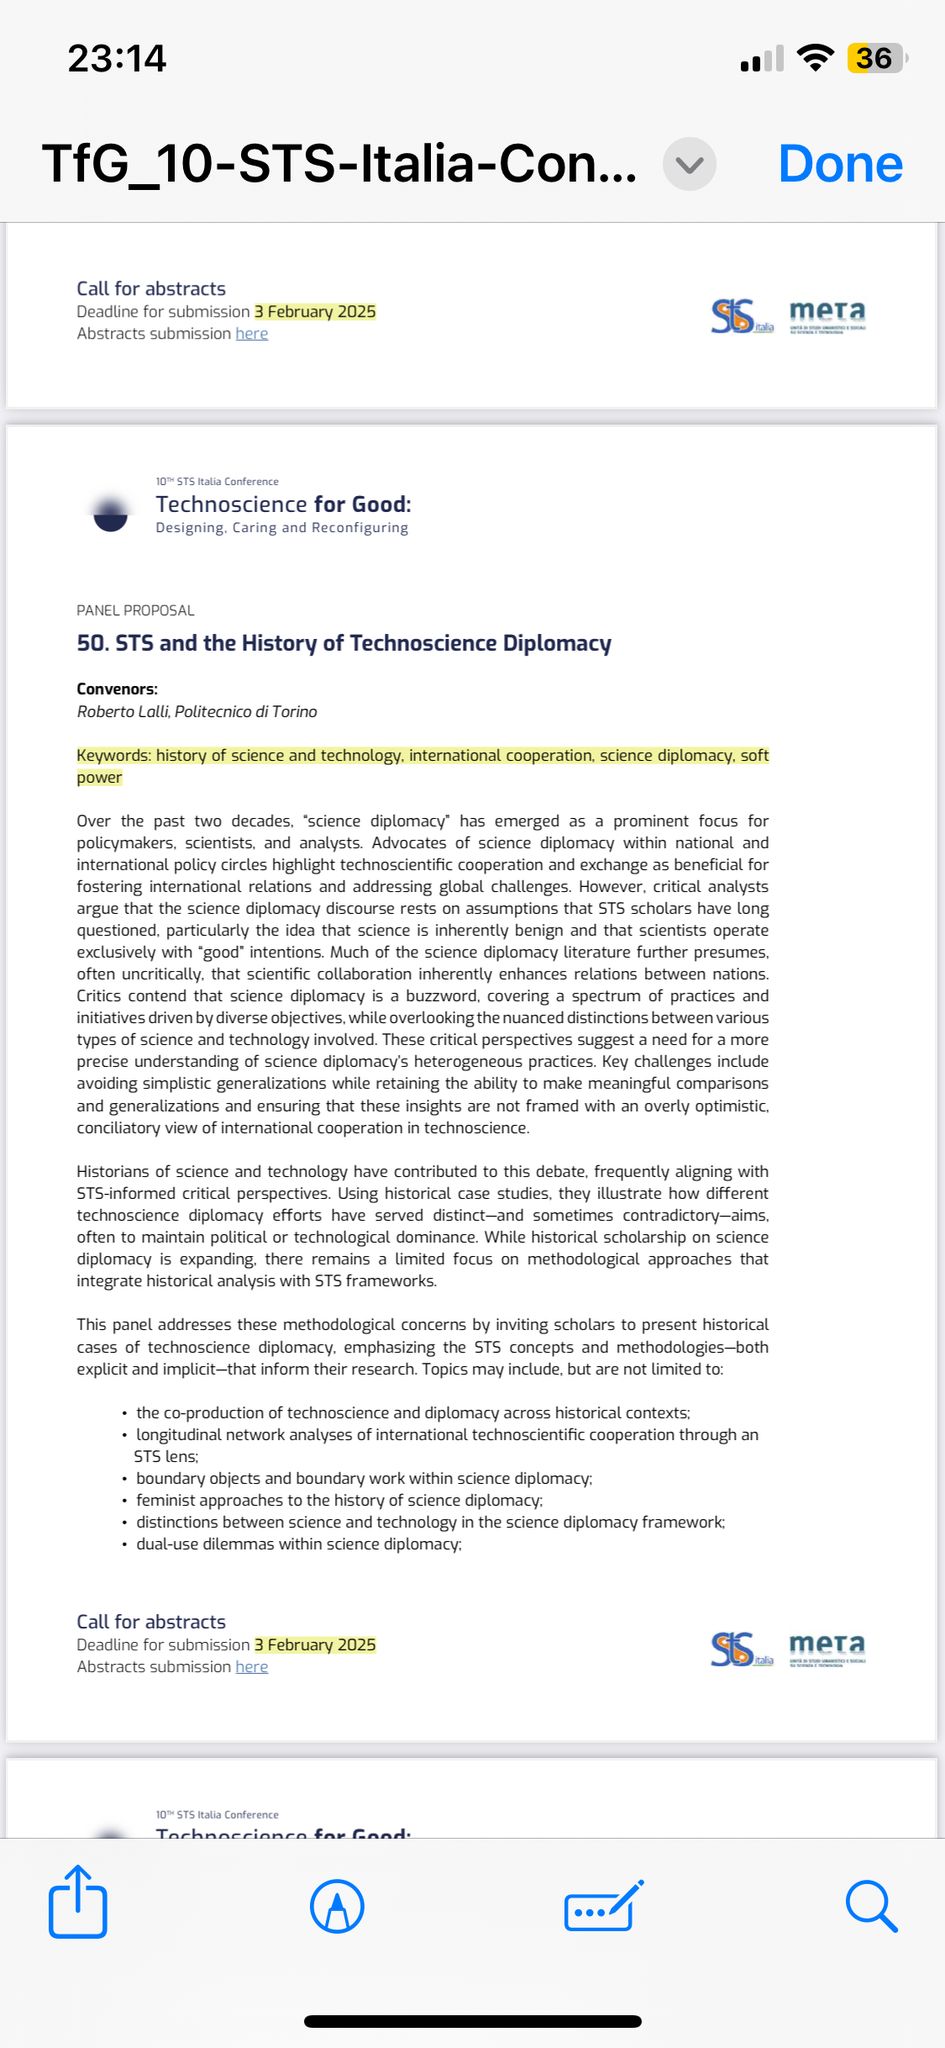 23:14
36
TfG_10-STS-Italia-Con...
Done
Call for abstracts
Deadline for submission 3 February 2025
Abstracts submission here
STS italia
meta
UNITÀ DI STUDI UMANISTICI E SOCIALI
SU SCIENZA E TECNOLOGIA
10TH STS Italia Conference
Technoscience for Good:
Designing, Caring and Reconfiguring
PANEL PROPOSAL
50. STS and the History of Technoscience Diplomacy
Convenors:
Roberto Lalli, Politecnico di Torino
Keywords: history of science and technology, international cooperation, science diplomacy, soft
power
Over the past two decades, “science diplomacy” has emerged as a prominent focus for
policymakers, scientists, and analysts. Advocates of science diplomacy within national and
international policy circles highlight technoscientific cooperation and exchange as beneficial for
fostering international relations and addressing global challenges. However, critical analysts
argue that the science diplomacy discourse rests on assumptions that STS scholars have long
questioned, particularly the idea that science is inherently benign and that scientists operate
exclusively with “good” intentions. Much of the science diplomacy literature further presumes,
often uncritically, that scientific collaboration inherently enhances relations between nations.
Critics contend that science diplomacy is a buzzword, covering a spectrum of practices and
initiatives driven by diverse objectives, while overlooking the nuanced distinctions between various
types of science and technology involved. These critical perspectives suggest a need for a more
precise understanding of science diplomacy’s heterogeneous practices. Key challenges include
avoiding simplistic generalizations while retaining the ability to make meaningful comparisons
and generalizations and ensuring that these insights are not framed with an overly optimistic,
conciliatory view of international cooperation in technoscience.
Historians of science and technology have contributed to this debate, frequently aligning with
STS-informed critical perspectives. Using historical case studies, they illustrate how different
technoscience diplomacy efforts have served distinct—and sometimes contradictory—aims,
often to maintain political or technological dominance. While historical scholarship on science
diplomacy is expanding, there remains a limited focus on methodological approaches that
integrate historical analysis with STS frameworks.
This panel addresses these methodological concerns by inviting scholars to present historical
cases of technoscience diplomacy, emphasizing the STS concepts and methodologies—both
explicit and implicit—that inform their research. Topics may include, but are not limited to:
• the co-production of technoscience and diplomacy across historical contexts;
• longitudinal network analyses of international technoscientific cooperation through an
STS lens;
• boundary objects and boundary work within science diplomacy;
• feminist approaches to the history of science diplomacy;
• distinctions between science and technology in the science diplomacy framework;
• dual-use dilemmas within science diplomacy;
Call for abstracts
Deadline for submission 3 February 2025
Abstracts submission here
STS italia
meta
UNITÀ DI STUDI UMANISTICI E SOCIALI
SU SCIENZA E TECNOLOGIA
10TH STS Italia Conference
Technoscience for Good: